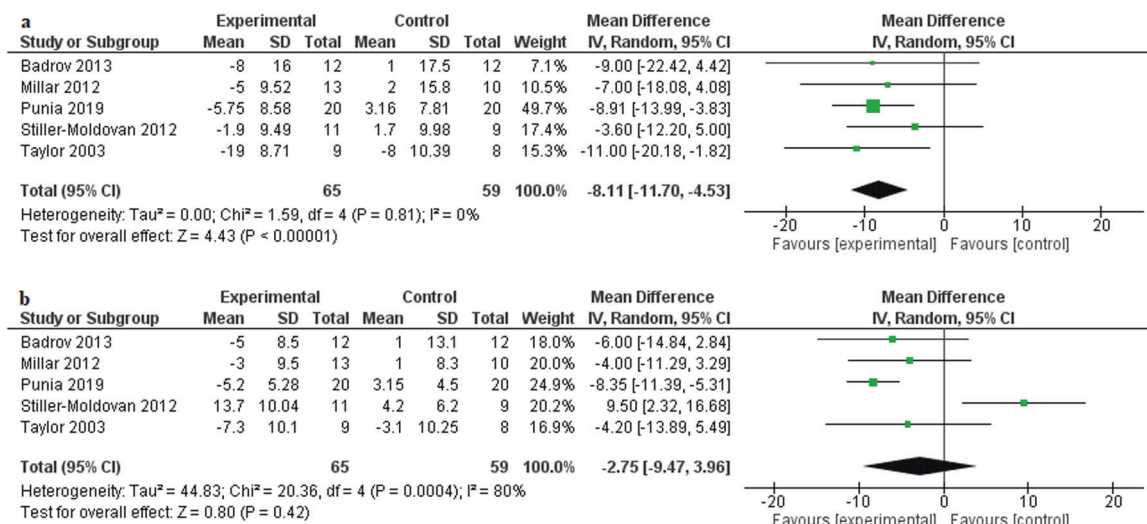 a Experimental Control Mean Difference Mean Difference
Study or Subgroup Mean SD Total Mean SD Total Weight IV, Random, 95% CI IV, Random, 95% CI
Badrov 2013 -8 16 12 1 17.5 12 7.1% -9.00 [-22.42, 4.42]
Millar 2012 -5 9.52 13 2 15.8 10 10.5% -7.00 [-18.08, 4.08]
Punia 2019 -5.75 8.58 20 3.16 7.81 20 49.7% -8.91 [-13.99, -3.83]
Stiller-Moldovan 2012 -1.9 9.49 11 1.7 9.98 9 17.4% -3.60 [-12.20, 5.00]
Taylor 2003 -19 8.71 9 -8 10.39 8 15.3% -11.00 [-20.18, -1.82]
Total (95% CI) 65 59 100.0% -8.11 [-11.70, -4.53]
Heterogeneity: Tau² = 0.00; Chi² = 1.59, df = 4 (P = 0.81); I² = 0%
Test for overall effect: Z = 4.43 (P < 0.00001)
-20 -10 0 10 20
Favours [experimental] Favours [control]
b Experimental Control Mean Difference Mean Difference
Study or Subgroup Mean SD Total Mean SD Total Weight IV, Random, 95% CI IV, Random, 95% CI
Badrov 2013 -5 8.5 12 1 13.1 12 18.0% -6.00 [-14.84, 2.84]
Millar 2012 -3 9.5 13 1 8.3 10 20.0% -4.00 [-11.29, 3.29]
Punia 2019 -5.2 5.28 20 3.15 4.5 20 24.9% -8.35 [-11.39, -5.31]
Stiller-Moldovan 2012 13.7 10.04 11 4.2 6.2 9 20.2% 9.50 [2.32, 16.68]
Taylor 2003 -7.3 10.1 9 -3.1 10.25 8 16.9% -4.20 [-13.89, 5.49]
Total (95% CI) 65 59 100.0% -2.75 [-9.47, 3.96]
Heterogeneity: Tau² = 44.83; Chi² = 20.36, df = 4 (P = 0.0004); I² = 80%
Test for overall effect: Z = 0.80 (P = 0.42)
-20 -10 0 10 20
Favours [experimental] Favours [control]